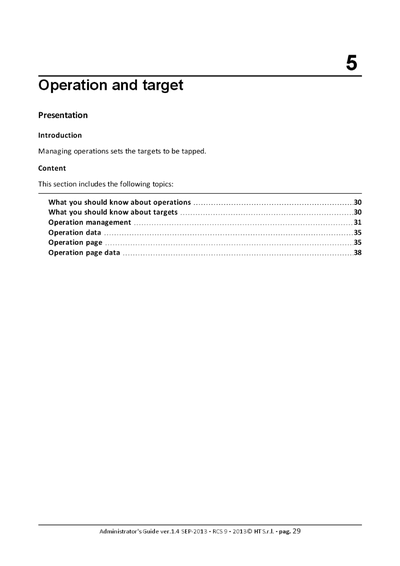 5
Operation and target
Presentation
Introduction
Managing operations sets the targets to be tapped.
Content
This section includes the following topics:
What you should know about operations ........................................................ 30
What you should know about targets ............................................................. 30
Operation management ............................................................................. 31
Operation data ........................................................................................ 35
Operation page ........................................................................................ 35
Operation page data ................................................................................. 38
Administrator's Guide ver.1.4 SEP-2013 - RCS 9 - 2013© HT S.r.l. - pag. 29